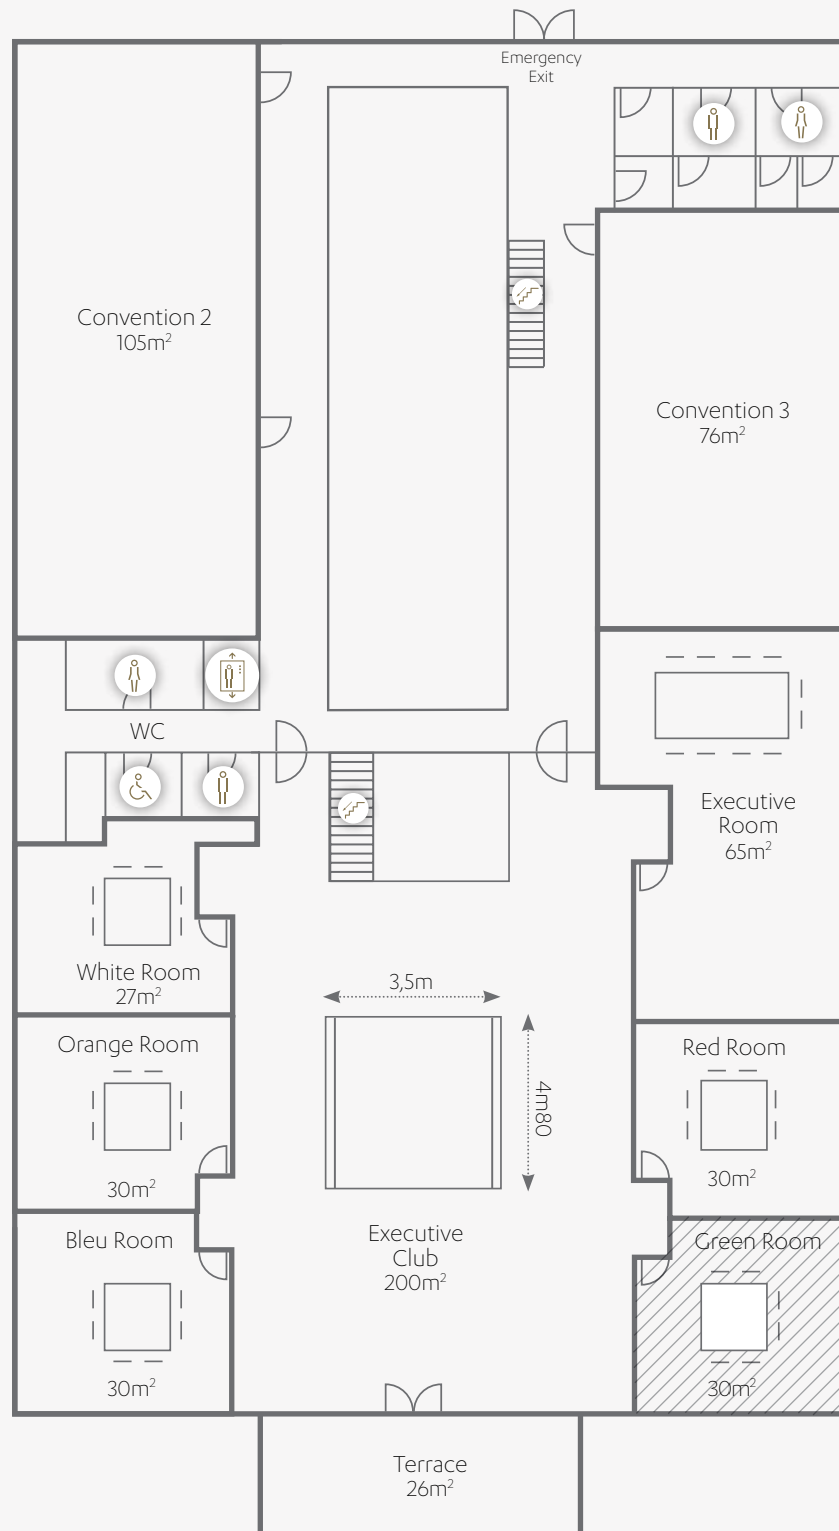 Emergency
Exit
Convention 2
105m²
Convention 3
76m²
WC
Executive
Room
65m²
White Room
27m²
3,5m
Orange Room
30m²
4m80
Red Room
30m²
Bleu Room
30m²
Executive
Club
200m²
Green Room
30m²
Terrace
26m²